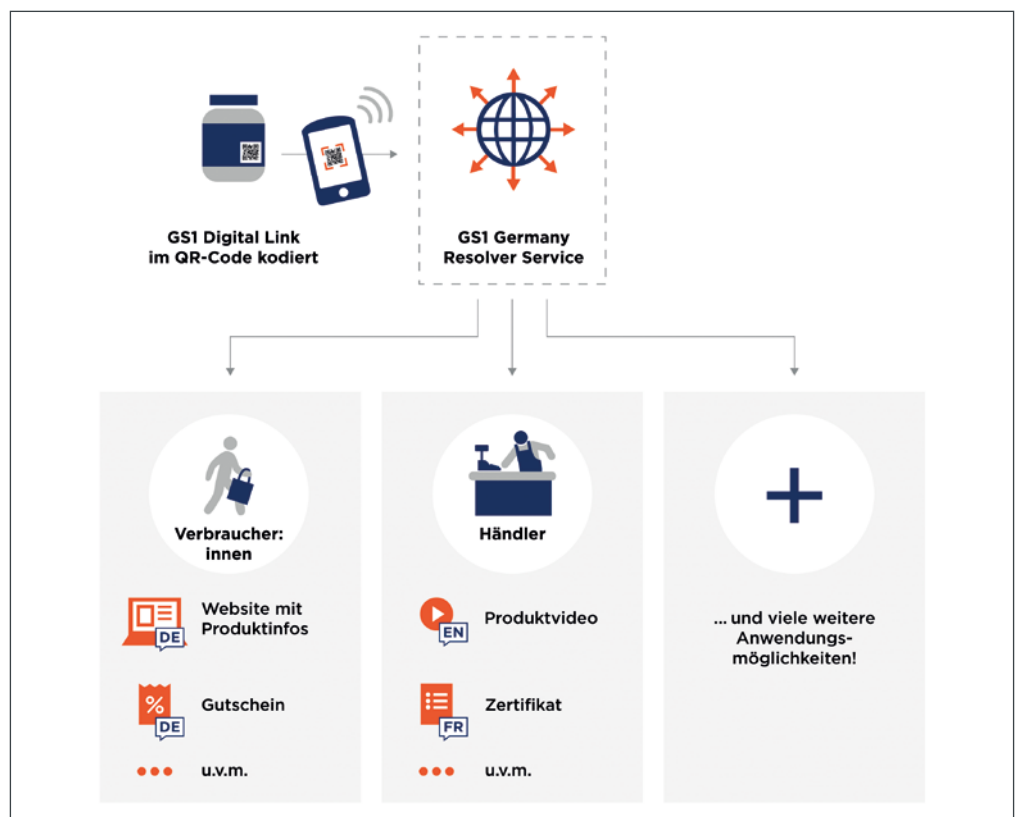 GS1 Digital Link
im QR-Code kodiert
GS1 Germany
Resolver Service
Verbraucher:
innen
Website mit
Produktinfos
DE
Gutschein
%
DE
u.v.m.
Händler
Produktvideo
EN
Zertifikat
FR
u.v.m.
... und viele weitere
Anwendungs-
möglichkeiten!